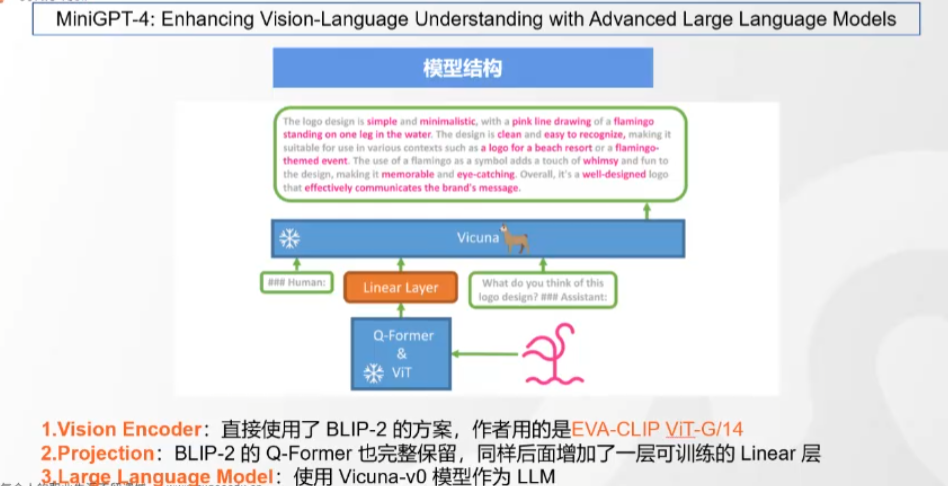 MiniGPT-4: Enhancing Vision-Language Understanding with Advanced Large Language Models
模型结构
The logo design is simple and minimalistic, with a pink line drawing of a flamingo
standing on one leg in the water. The design is clean and easy to recognize, making it
suitable for use in various contexts such as a logo for a beach resort or a flamingo-
themed event. The use of a flamingo as a symbol adds a touch of whimsy and fun to
the design, making it memorable and eye-catching. Overall, it's a well-designed logo
that effectively communicates the brand's message.
Vicuna
### Human:
Linear Layer
What do you think of this
logo design? ### Assistant:
Q-Former
&
ViT
1.Vision Encoder：直接使用了 BLIP-2 的方案，作者用的是EVA-CLIP ViT-G/14
2.Projection：BLIP-2 的 Q-Former 也完整保留，同样后面增加了一层可训练的 Linear 层
3.Large Language Model：使用 Vicuna-v0 模型作为 LLM